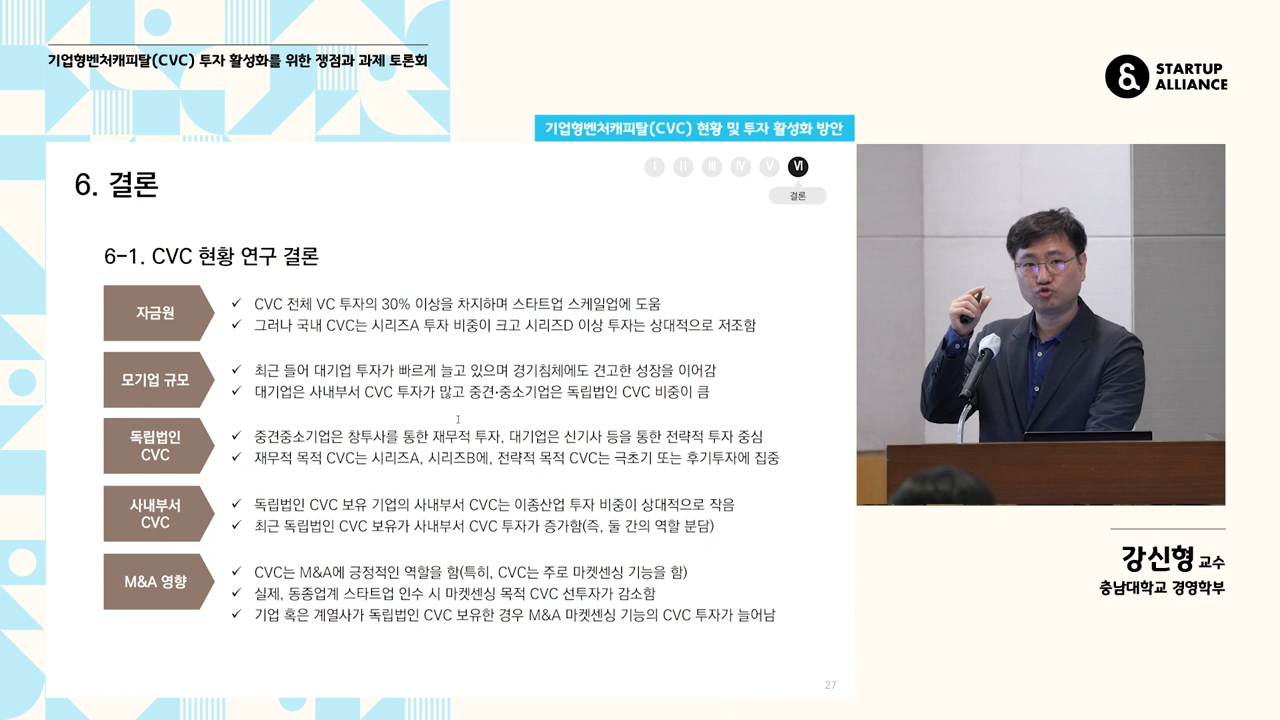 기업형벤처캐피탈(CVC) 투자 활성화를 위한 쟁점과 과제 토론회
STARTUP
ALLIANCE
기업형벤처캐피탈(CVC) 현황 및 투자 활성화 방안
I II III IV V VI
결론
6. 결론
6-1. CVC 현황 연구 결론
자금원
✓ CVC 전체 VC 투자의 30% 이상을 차지하며 스타트업 스케일업에 도움
✓ 그러나 국내 CVC는 시리즈A 투자 비중이 크고 시리즈D 이상 투자는 상대적으로 저조함
모기업 규모
✓ 최근 들어 대기업 투자가 빠르게 늘고 있으며 경기침체에도 견고한 성장을 이어감
✓ 대기업은 사내부서 CVC 투자가 많고 중견·중소기업은 독립법인 CVC 비중이 큼
독립법인
CVC
✓ 중견중소기업은 창투사를 통한 재무적 투자, 대기업은 신기사 등을 통한 전략적 투자 중심
✓ 재무적 목적 CVC는 시리즈A, 시리즈B에, 전략적 목적 CVC는 극초기 또는 후기투자에 집중
사내부서
CVC
✓ 독립법인 CVC 보유 기업의 사내부서 CVC는 이종산업 투자 비중이 상대적으로 작음
✓ 최근 독립법인 CVC 보유가 사내부서 CVC 투자가 증가함(즉, 둘 간의 역할 분담)
M&A 영향
✓ CVC는 M&A에 긍정적인 역할을 함(특히, CVC는 주로 마켓센싱 기능을 함)
✓ 실제, 동종업계 스타트업 인수 시 마켓센싱 목적 CVC 선투자가 감소함
✓ 기업 혹은 계열사가 독립법인 CVC 보유한 경우 M&A 마켓센싱 기능의 CVC 투자가 늘어남
27
강신형 교수
충남대학교 경영학부